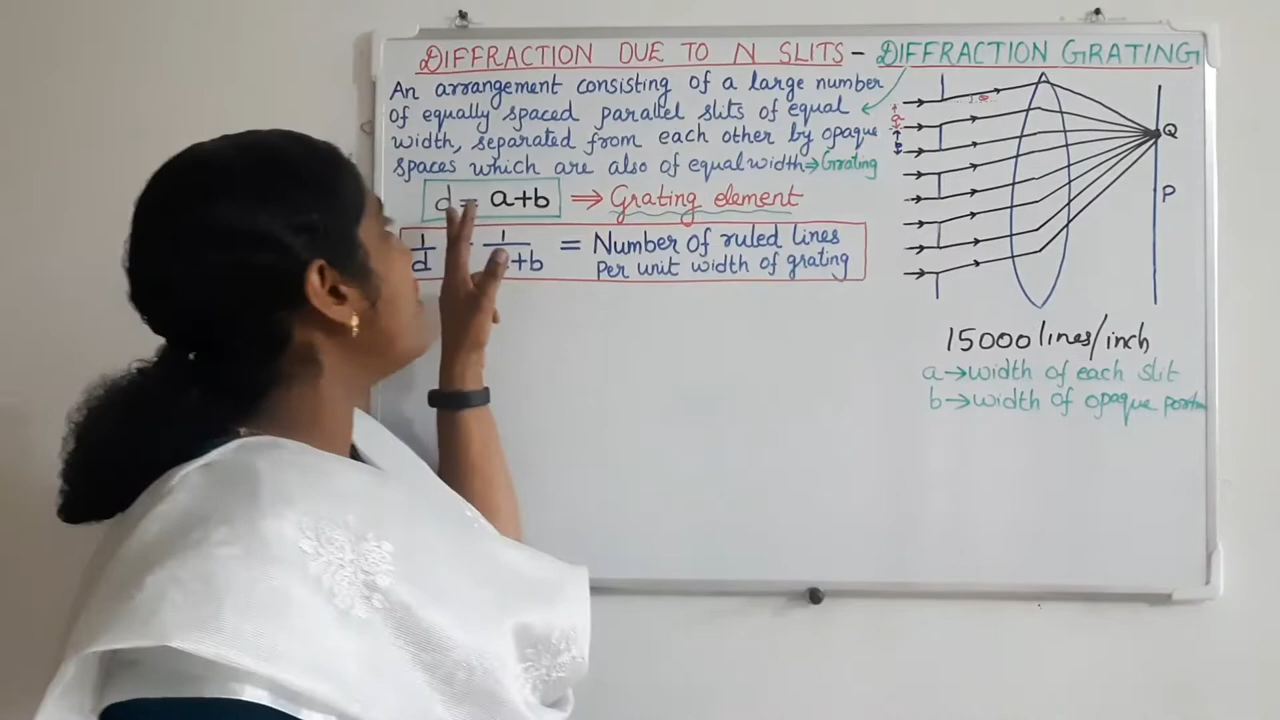 DIFFRACTION DUE TO N SLITS - DIFFRACTION GRATING
An arrangement consisting of a large number
of equally spaced parallel slits of equal
width, separated from each other by opaque
spaces which are also of equal width ⇒ Grating
d = a+b ⇒ Grating element
1/d = 1/a+b = Number of ruled lines
per unit width of grating
Q
P
15000 lines/inch
a→width of each slit
b→width of opaque portion